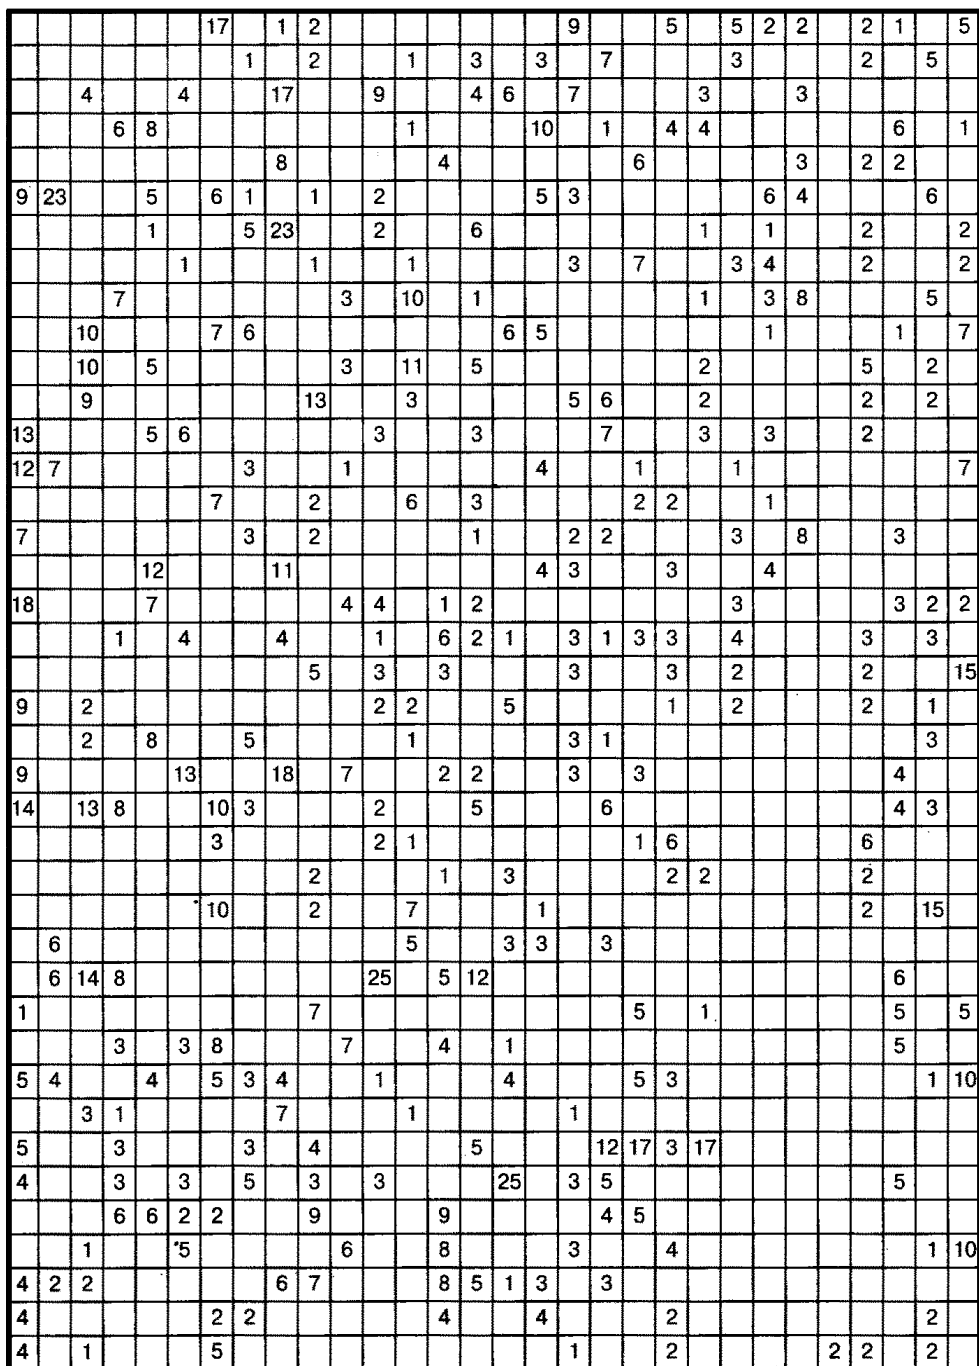 17 1 2 9 5 5 2 2 2 1 5
1 2 1 3 3 7 3 2 5
4 4 17 9 4 6 7 3 3
6 8 1 10 1 4 4 6 1
8 4 6 3 2 2
9 23 5 6 1 1 2 5 3 6 4 6
1 5 23 2 6 1 1 2 2
1 1 1 3 7 3 4 2 2
7 3 10 1 1 3 8 5
10 7 6 6 5 1 1 7
10 5 3 11 5 2 5 2
9 13 3 5 6 2 2 2
13 5 6 3 3 7 3 3 2
12 7 3 1 4 1 1 7
7 2 6 3 2 2 1
7 3 2 1 2 2 3 8 3
12 11 4 3 3 4
18 7 4 4 1 2 3 3 2 2
1 4 4 1 6 2 1 3 1 3 3 4 3 3
5 3 3 3 3 2 2 15
9 2 2 2 5 1 2 2 1
2 8 5 1 3 1 3
9 13 18 7 2 2 3 3 4
14 13 8 10 3 2 5 6 4 3
3 2 1 1 6 6
2 1 3 2 2 2
10 2 7 1 2 15
6 5 3 3 3
6 14 8 25 5 12 6
1 7 5 1 5 5
3 3 8 7 4 1 5
5 4 4 5 3 4 1 4 5 3 1 10
3 1 7 1 1
5 3 3 4 5 12 17 3 17
4 3 3 5 3 3 25 3 5 5
6 6 2 2 9 9 4 5
1 5 6 8 3 4 1 10
4 2 2 6 7 8 5 1 3 3
4 2 2 4 4 2 2
4 1 5 1 2 2 2 2